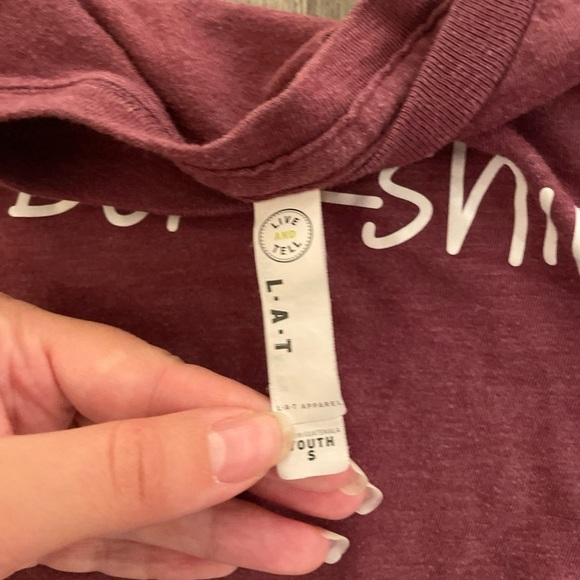 LIVE
AND
TELL
L·A·T
L·A·T APPAREL
YOUTH
S